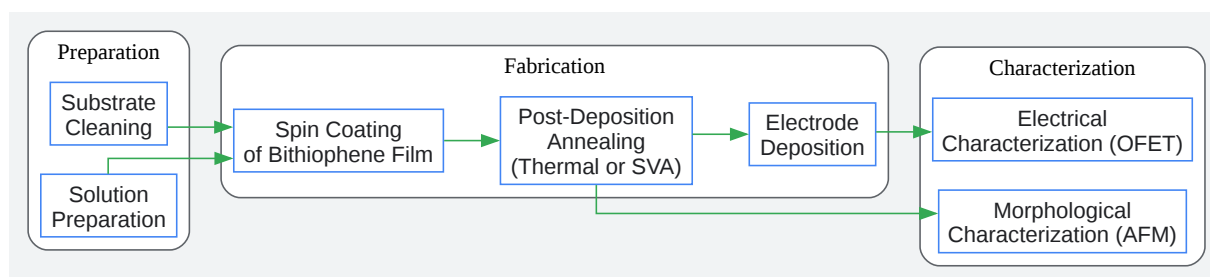 Preparation
Substrate
Cleaning
Solution
Preparation
Fabrication
Spin Coating
of Bithiophene Film
Post-Deposition
Annealing
(Thermal or SVA)
Electrode
Deposition
Characterization
Electrical
Characterization (OFET)
Morphological
Characterization (AFM)